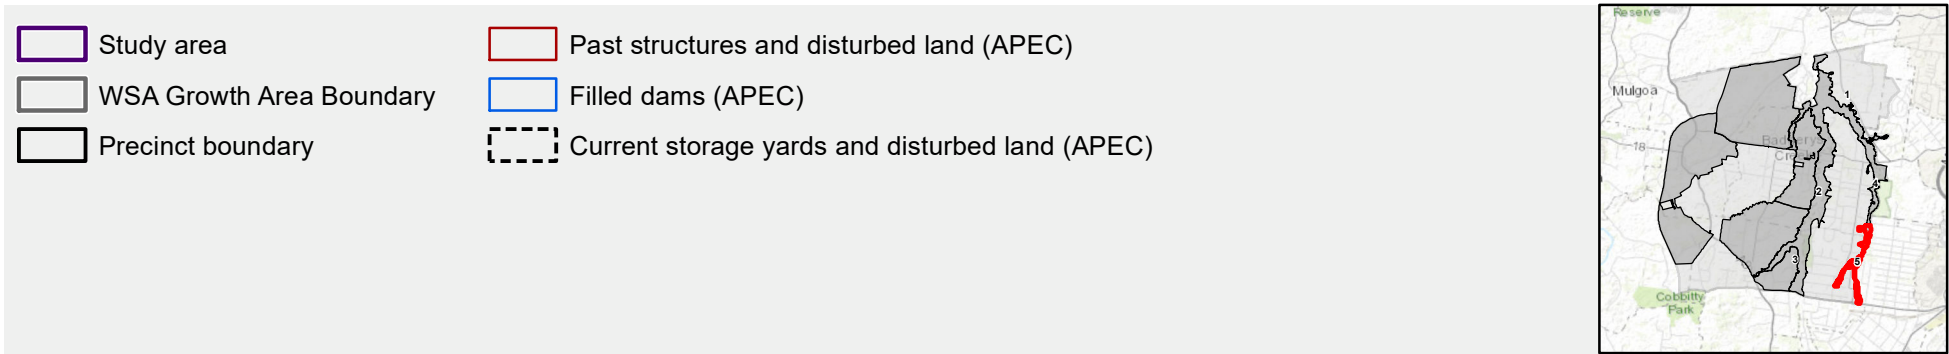 Study area
WSA Growth Area Boundary
Precinct boundary
Past structures and disturbed land (APEC)
Filled dams (APEC)
Current storage yards and disturbed land (APEC)
Reserve
Mulgoa
1
18
2
4
3
5
Cobbitty
Park